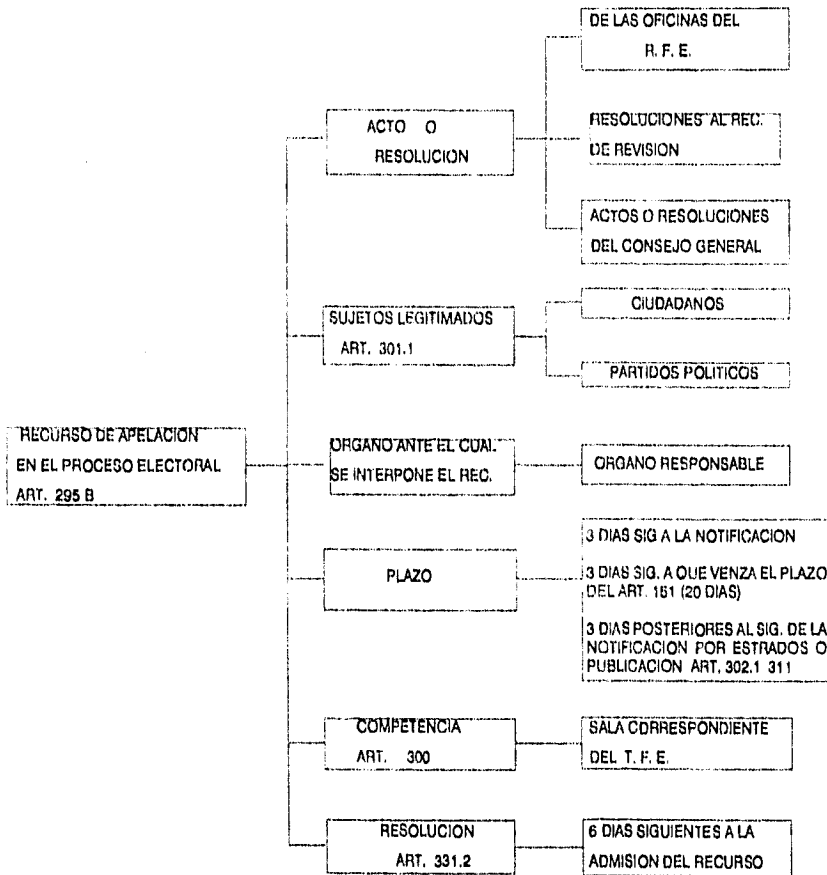 DE LAS OFICINAS DEL
R. F. E.
ACTO O
RESOLUCION
RESOLUCIONES AL REC.
DE REVISION
ACTOS O RESOLUCIONES
DEL CONSEJO GENERAL
SUJETOS LEGITIMADOS
ART. 301.1
CIUDADANOS
PARTIDOS POLITICOS
RECURSO DE APELACION
EN EL PROCESO ELECTORAL
ART. 295 B
ORGANO ANTE EL CUAL
SE INTERPONE EL REC.
ORGANO RESPONSABLE
PLAZO
3 DIAS SIG A LA NOTIFICACION
3 DIAS SIG. A QUE VENZA EL PLAZO
DEL ART. 151 (20 DIAS)
3 DIAS POSTERIORES AL SIG. DE LA
NOTIFICACION POR ESTRADOS O
PUBLICACION ART. 302.1 311
COMPETENCIA
ART. 300
SALA CORRESPONDIENTE
DEL T. F. E.
RESOLUCION
ART. 331.2
6 DIAS SIGUIENTES A LA
ADMISION DEL RECURSO